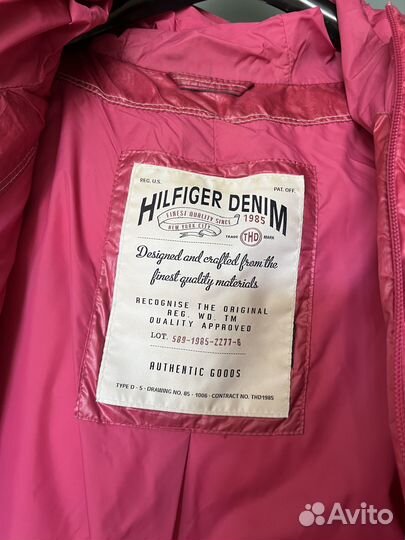 REG. U.S. PAT. OFF.
HILFIGER DENIM
FINEST QUALITY SINCE 1985
NEW YORK CITY
TRADE THD MARK
Designed and crafted from the
finest quality materials
RECOGNISE THE ORIGINAL
REG. WD. TM
QUALITY APPROVED
LOT. 589-1985-2277-6
AUTHENTIC GOODS
TYPE D - S - DRAWING NO. 85 - 1006 - CONTRACT NO. THD1985
Avito